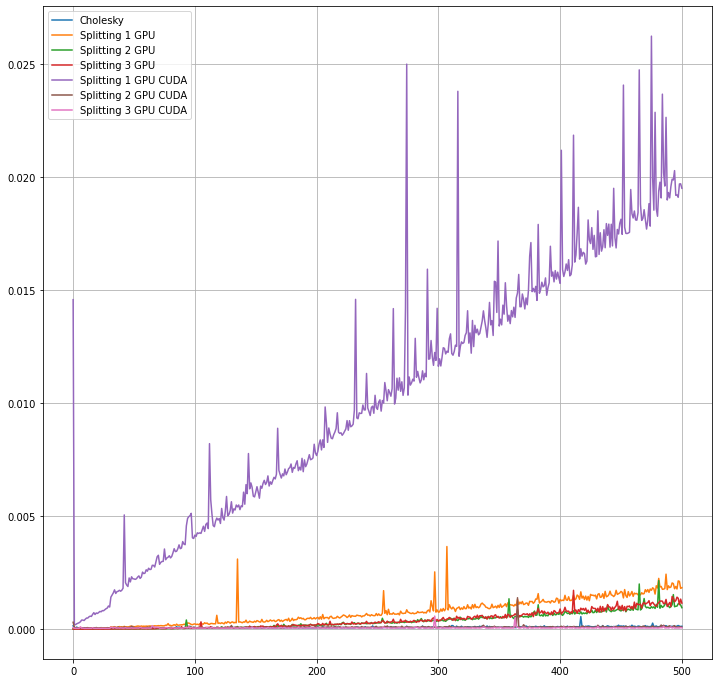 Cholesky
Splitting 1 GPU
Splitting 2 GPU
Splitting 3 GPU
Splitting 1 GPU CUDA
Splitting 2 GPU CUDA
Splitting 3 GPU CUDA
0.025
0.020
0.015
0.010
0.005
0.000
0 100 200 300 400 500